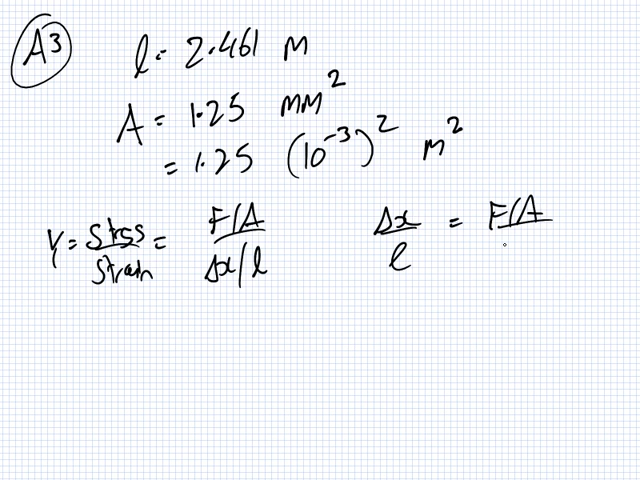 A3
l = 2.461 m
A = 1.25 mm²
= 1.25 (10⁻³)² m²
Y = Stress/Strain = F/A / Δx/l
Δx/l = F/A